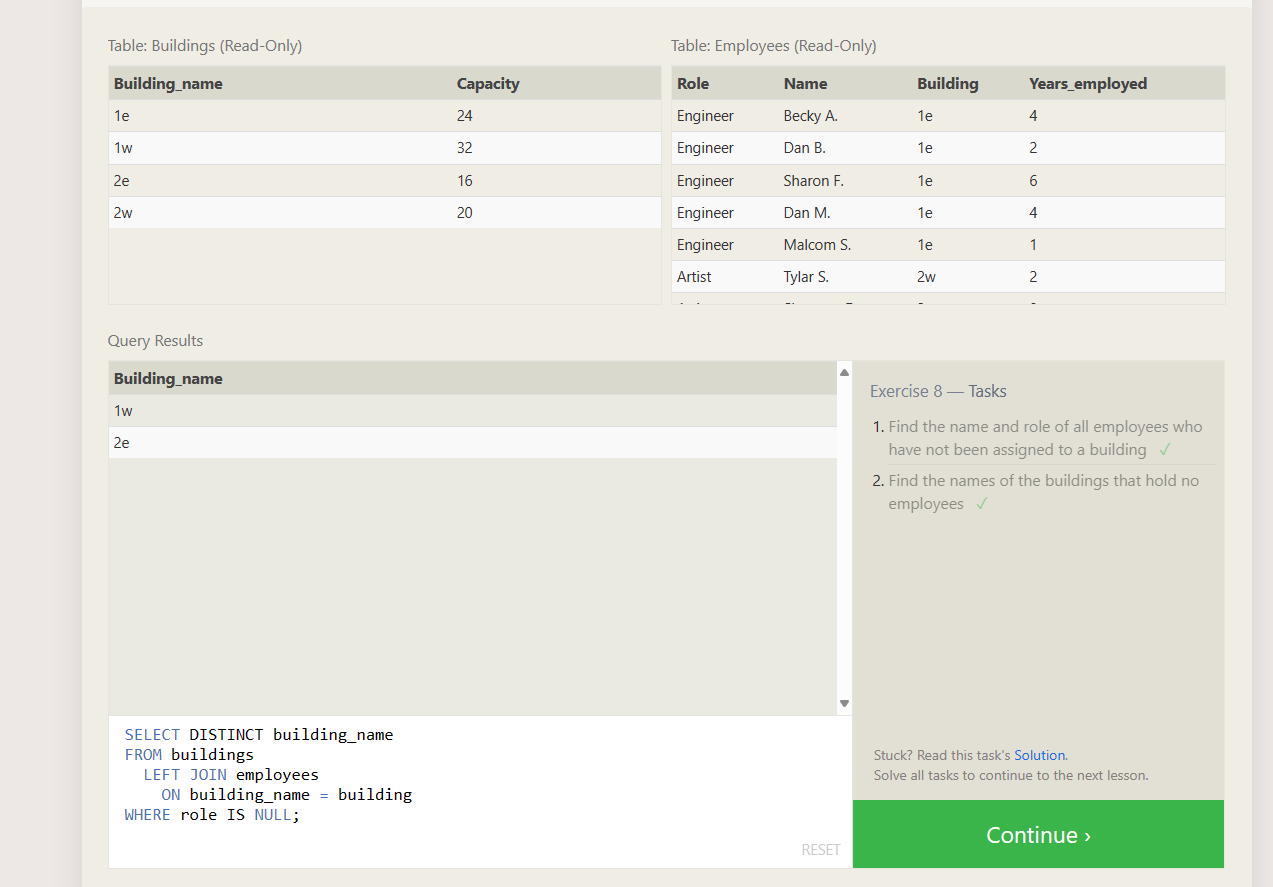 Table: Buildings (Read-Only)
Building_name Capacity
1e 24
1w 32
2e 16
2w 20
Table: Employees (Read-Only)
Role Name Building Years_employed
Engineer Becky A. 1e 4
Engineer Dan B. 1e 2
Engineer Sharon F. 1e 6
Engineer Dan M. 1e 4
Engineer Malcom S. 1e 1
Artist Tylar S. 2w 2
Query Results
Building_name
1w
2e
Exercise 8 — Tasks
1. Find the name and role of all employees who
have not been assigned to a building ✓
2. Find the names of the buildings that hold no
employees ✓
Stuck? Read this task's Solution.
Solve all tasks to continue to the next lesson.
Continue ›
SELECT DISTINCT building_name
FROM buildings
LEFT JOIN employees
ON building_name = building
WHERE role IS NULL;
RESET